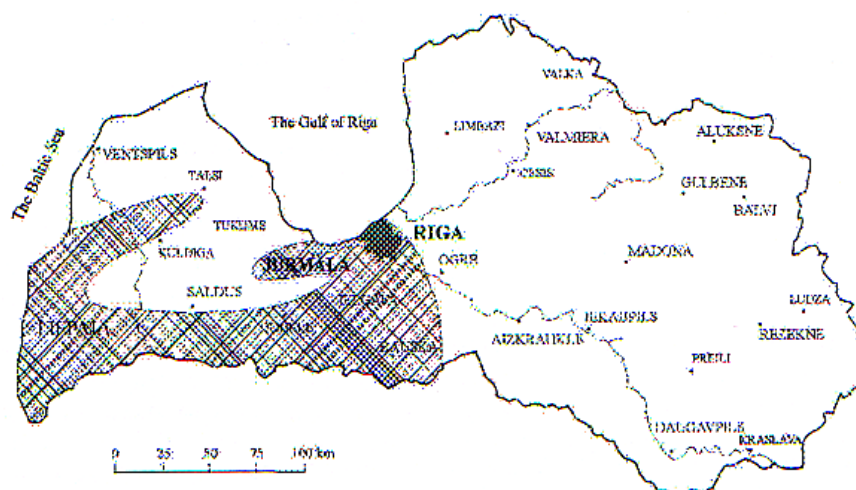 VALKA
The Gulf of Riga
LIMBAZI
VALMIERA
ALUKSNE
The Baltic Sea
VENTSPILS
CESIS
TALSI
GULBENE
BALVI
TUKUMS
RIGA
KULDIGA
OGRE
MADONA
JURMALA
SALDUS
LUDZA
LIEPAJA
JEKABPILS
REZEKNE
AIZKRAUKLE
BAUSKA
PREILI
DAUGAVPILS
KRASLAVA
0 25 50 75 100 km